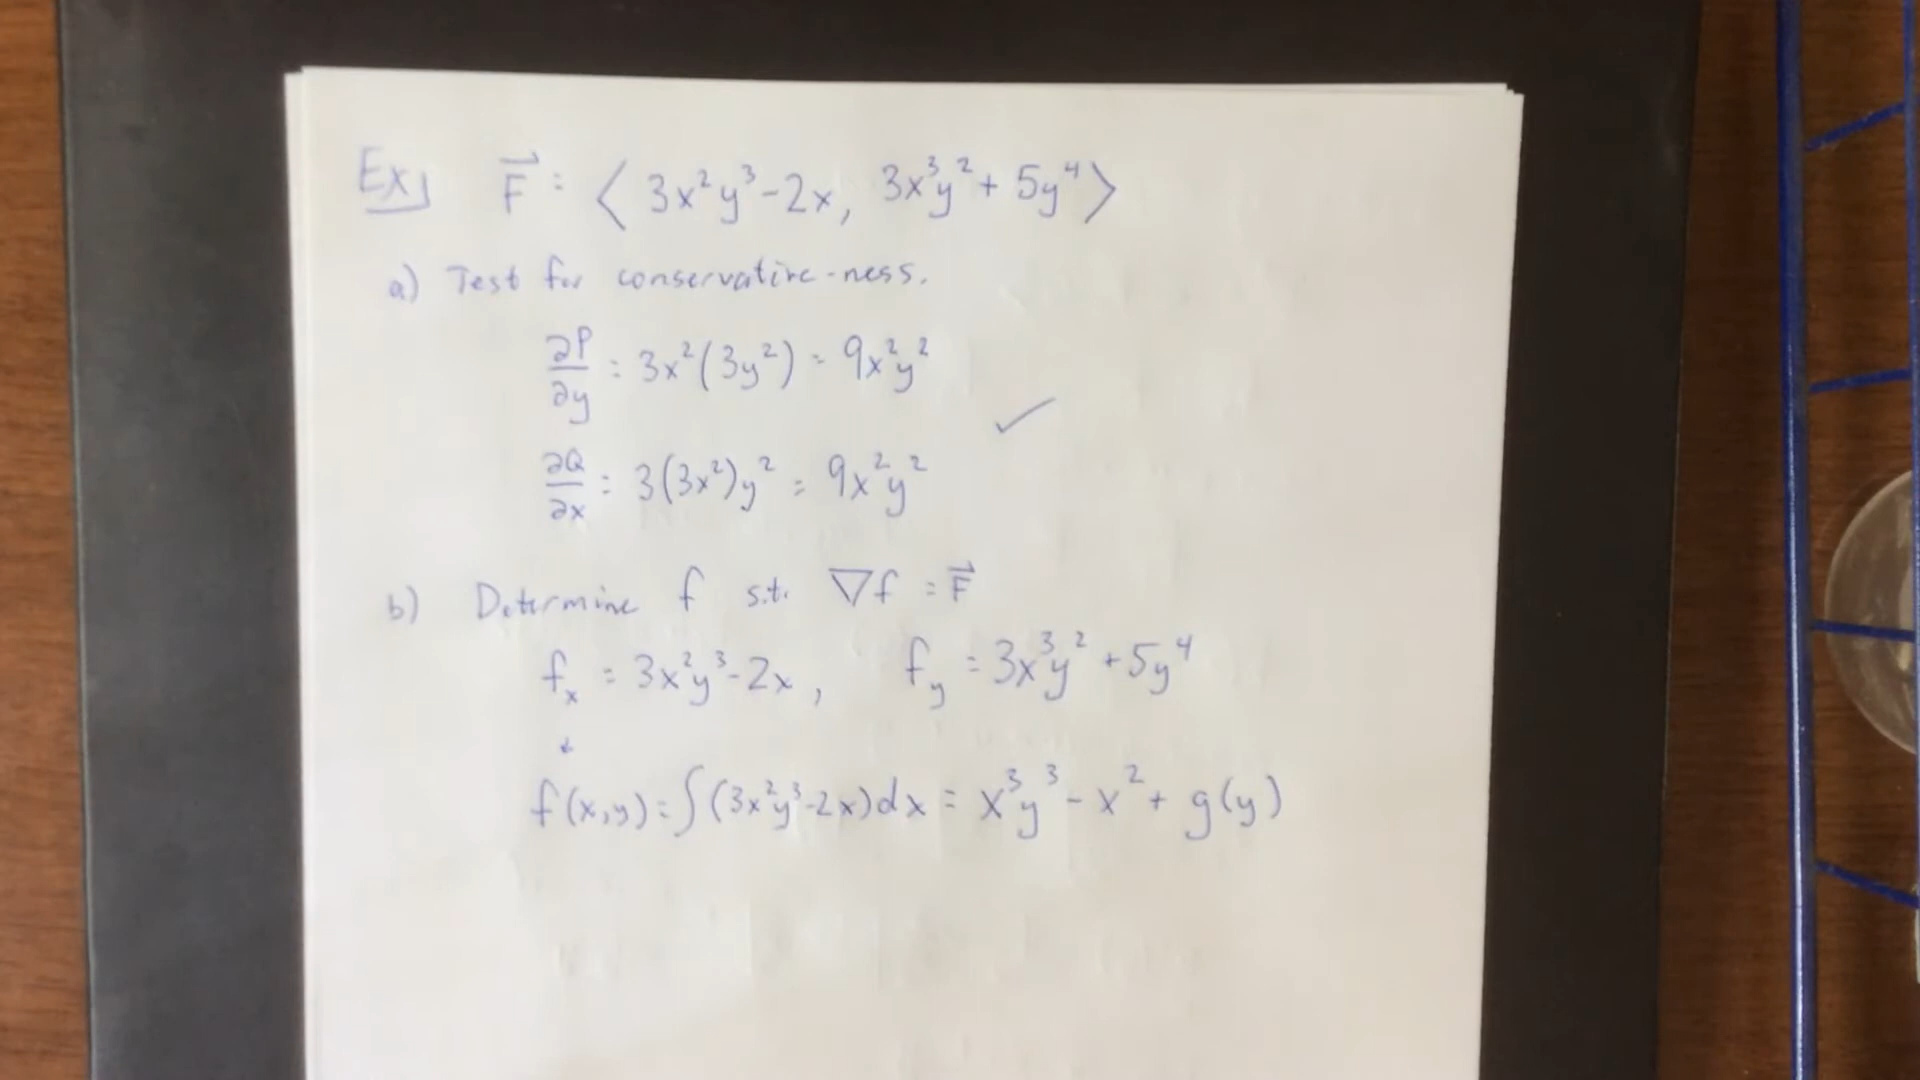 Ex) F⃗ = ⟨3x²y³-2x, 3x³y²+5y⁴⟩
a) Test for conservative-ness.
∂P/∂y = 3x²(3y²) = 9x²y²
✓
∂Q/∂x = 3(3x²)y² = 9x²y²
b) Determine f s.t. ∇f = F⃗
fₓ = 3x²y³-2x, f_y = 3x³y²+5y⁴
f(x,y) = ∫(3x²y³-2x)dx = x³y³-x²+g(y)